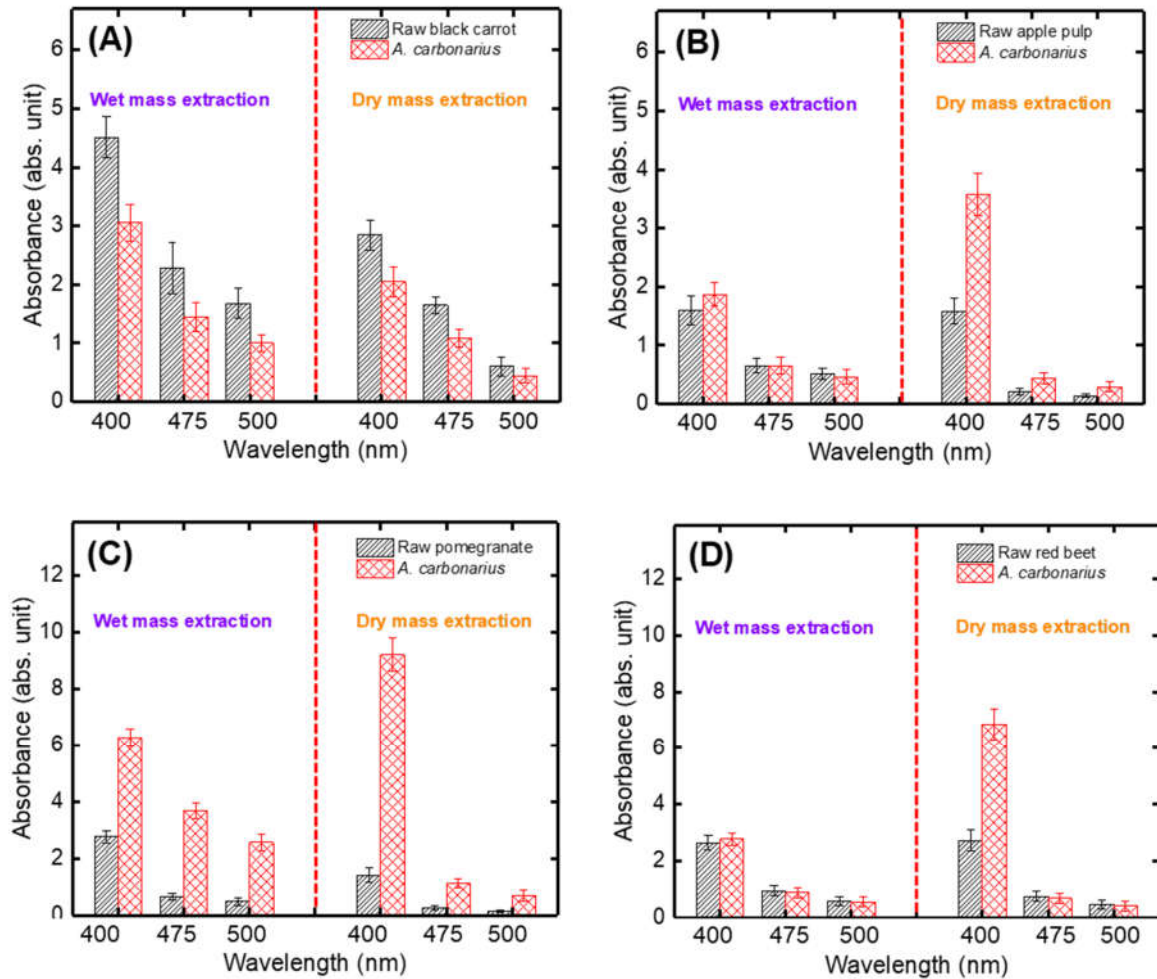 (A)
Raw black carrot
A. carbonarius
Wet mass extraction
Dry mass extraction
Absorbance (abs. unit)
6
5
4
3
2
1
0
400 475 500 400 475 500
Wavelength (nm)
(B)
Raw apple pulp
A. carbonarius
Wet mass extraction
Dry mass extraction
Absorbance (abs. unit)
6
5
4
3
2
1
0
400 475 500 400 475 500
Wavelength (nm)
(C)
Raw pomegranate
A. carbonarius
Wet mass extraction
Dry mass extraction
Absorbance (abs. unit)
12
10
8
6
4
2
0
400 475 500 400 475 500
Wavelength (nm)
(D)
Raw red beet
A. carbonarius
Wet mass extraction
Dry mass extraction
Absorbance (abs. unit)
12
10
8
6
4
2
0
400 475 500 400 475 500
Wavelength (nm)